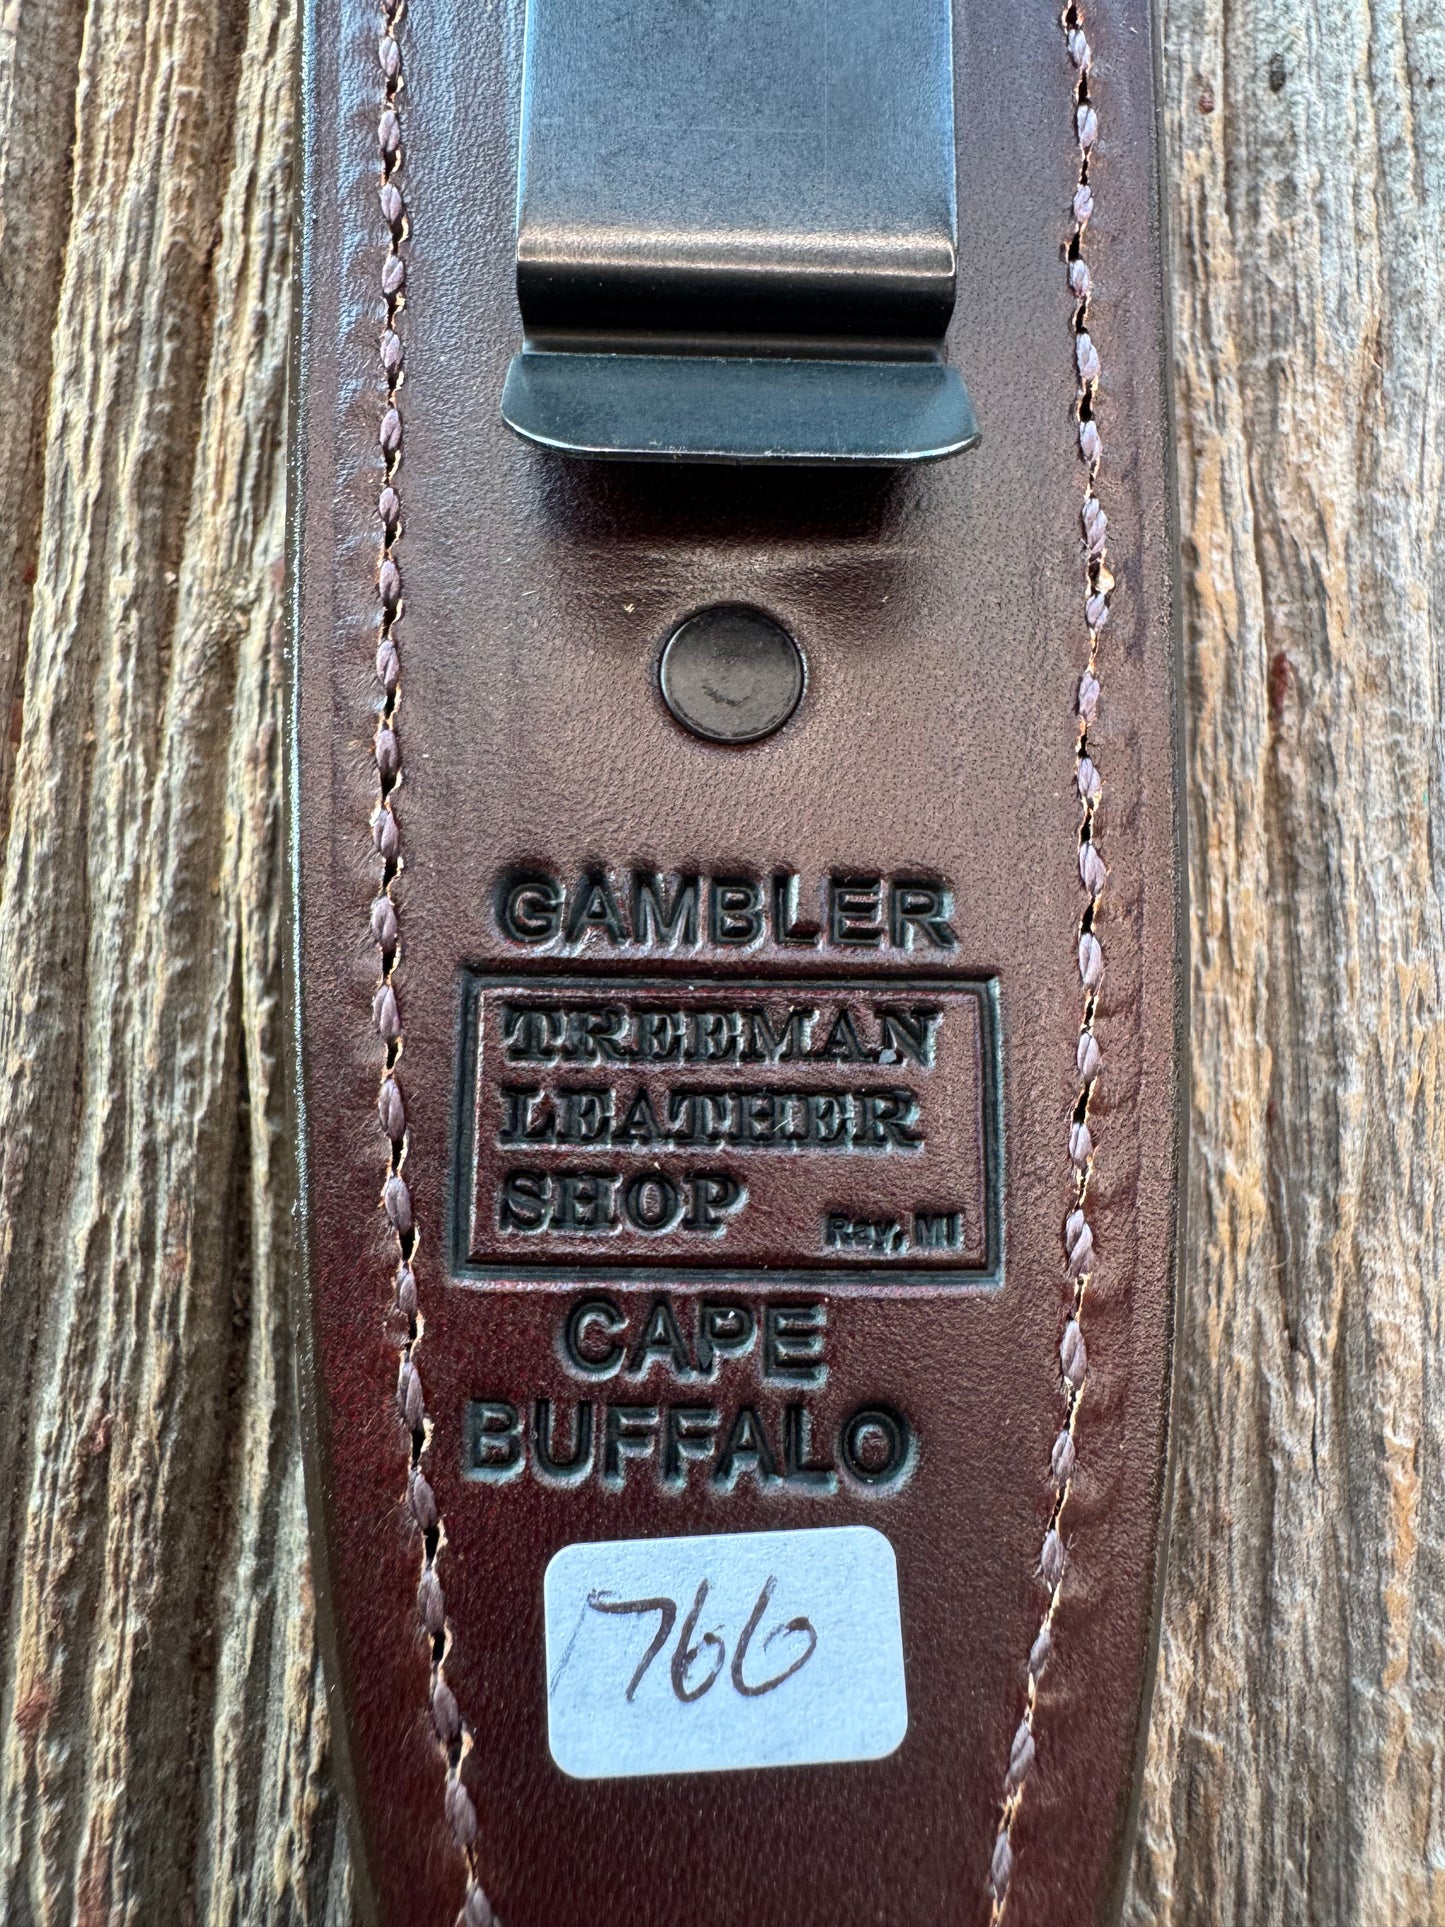 GAMBLER
TREEMAN
LEATHER
SHOP Ray, MI
CAPE
BUFFALO
766